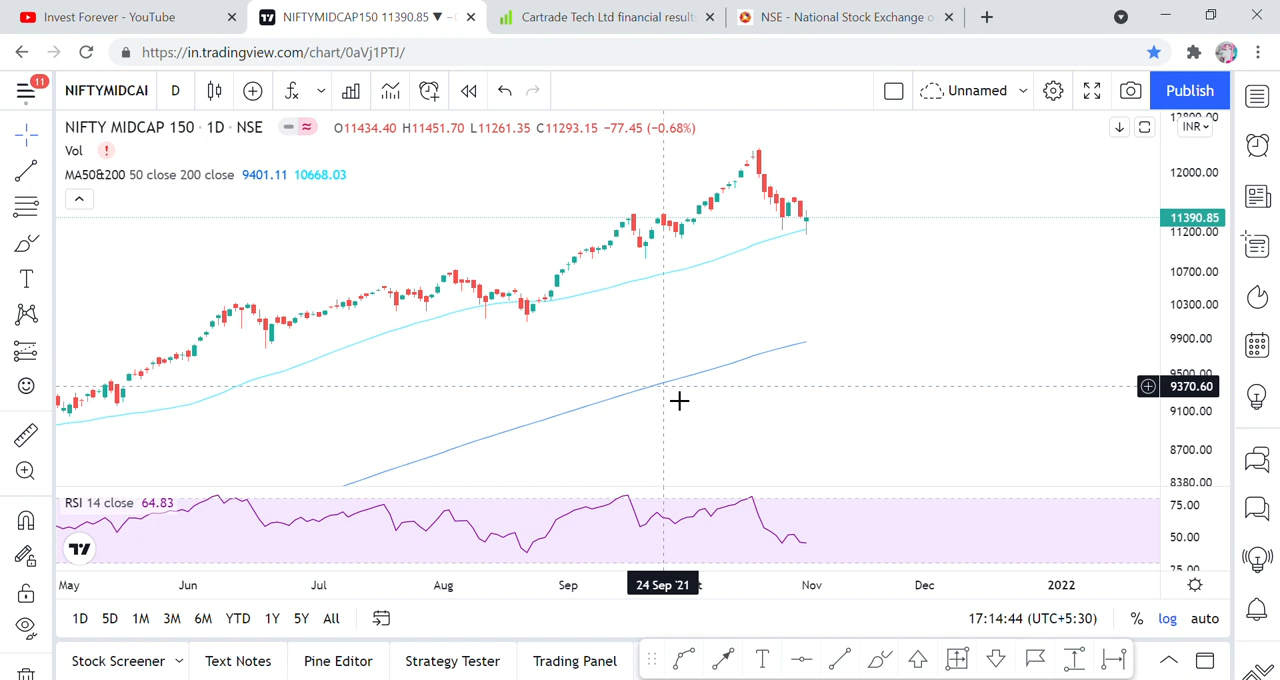 Invest Forever - YouTube
NIFTYMIDCAP150 11390.85 ▼ −0
Cartrade Tech Ltd financial result
NSE - National Stock Exchange o
https://in.tradingview.com/chart/0aVj1PTJ/
11
NIFTYMIDCAI
D
Unnamed
Publish
NIFTY MIDCAP 150 · 1D · NSE
O11434.40 H11451.70 L11261.35 C11293.15 −77.45 (−0.68%)
Vol
MA50&200 50 close 200 close 9401.11 10668.03
12800.00
INR
12000.00
11390.85
11200.00
10700.00
10300.00
9900.00
9500.00
9370.60
9100.00
8700.00
8380.00
RSI 14 close 64.83
75.00
50.00
25.00
May Jun Jul Aug Sep 24 Sep '21 Nov Dec 2022
1D 5D 1M 3M 6M YTD 1Y 5Y All
17:14:44 (UTC+5:30) % log auto
Stock Screener Text Notes Pine Editor Strategy Tester Trading Panel